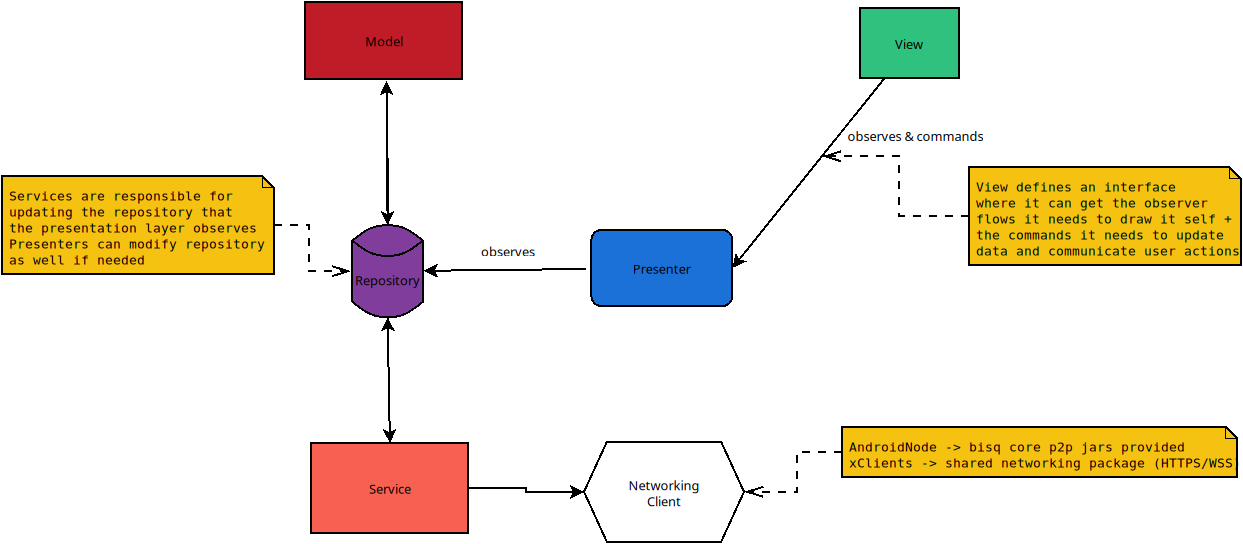 Model
View
observes & commands
Services are responsible for
updating the repository that
the presentation layer observes
Presenters can modify repository
as well if needed
View defines an interface
where it can get the observer
flows it needs to draw it self +
the commands it needs to update
data and communicate user actions
observes
Repository
Presenter
AndroidNode -> bisq core p2p jars provided
xClients -> shared networking package (HTTPS/WSS
Service
Networking
Client